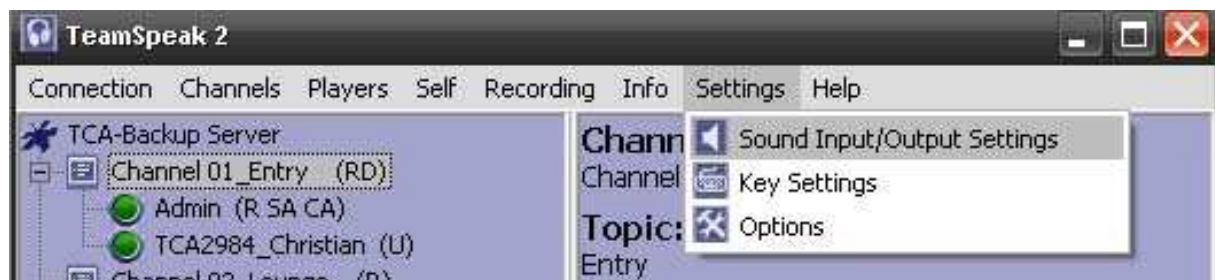 TeamSpeak 2
Connection Channels Players Self Recording Info Settings Help
TCA-Backup Server
Channel 01_Entry (RD)
Admin (R SA CA)
TCA2984_Christian (U)
Chann
Channel
Topic:
Entry
Sound Input/Output Settings
Key Settings
Options